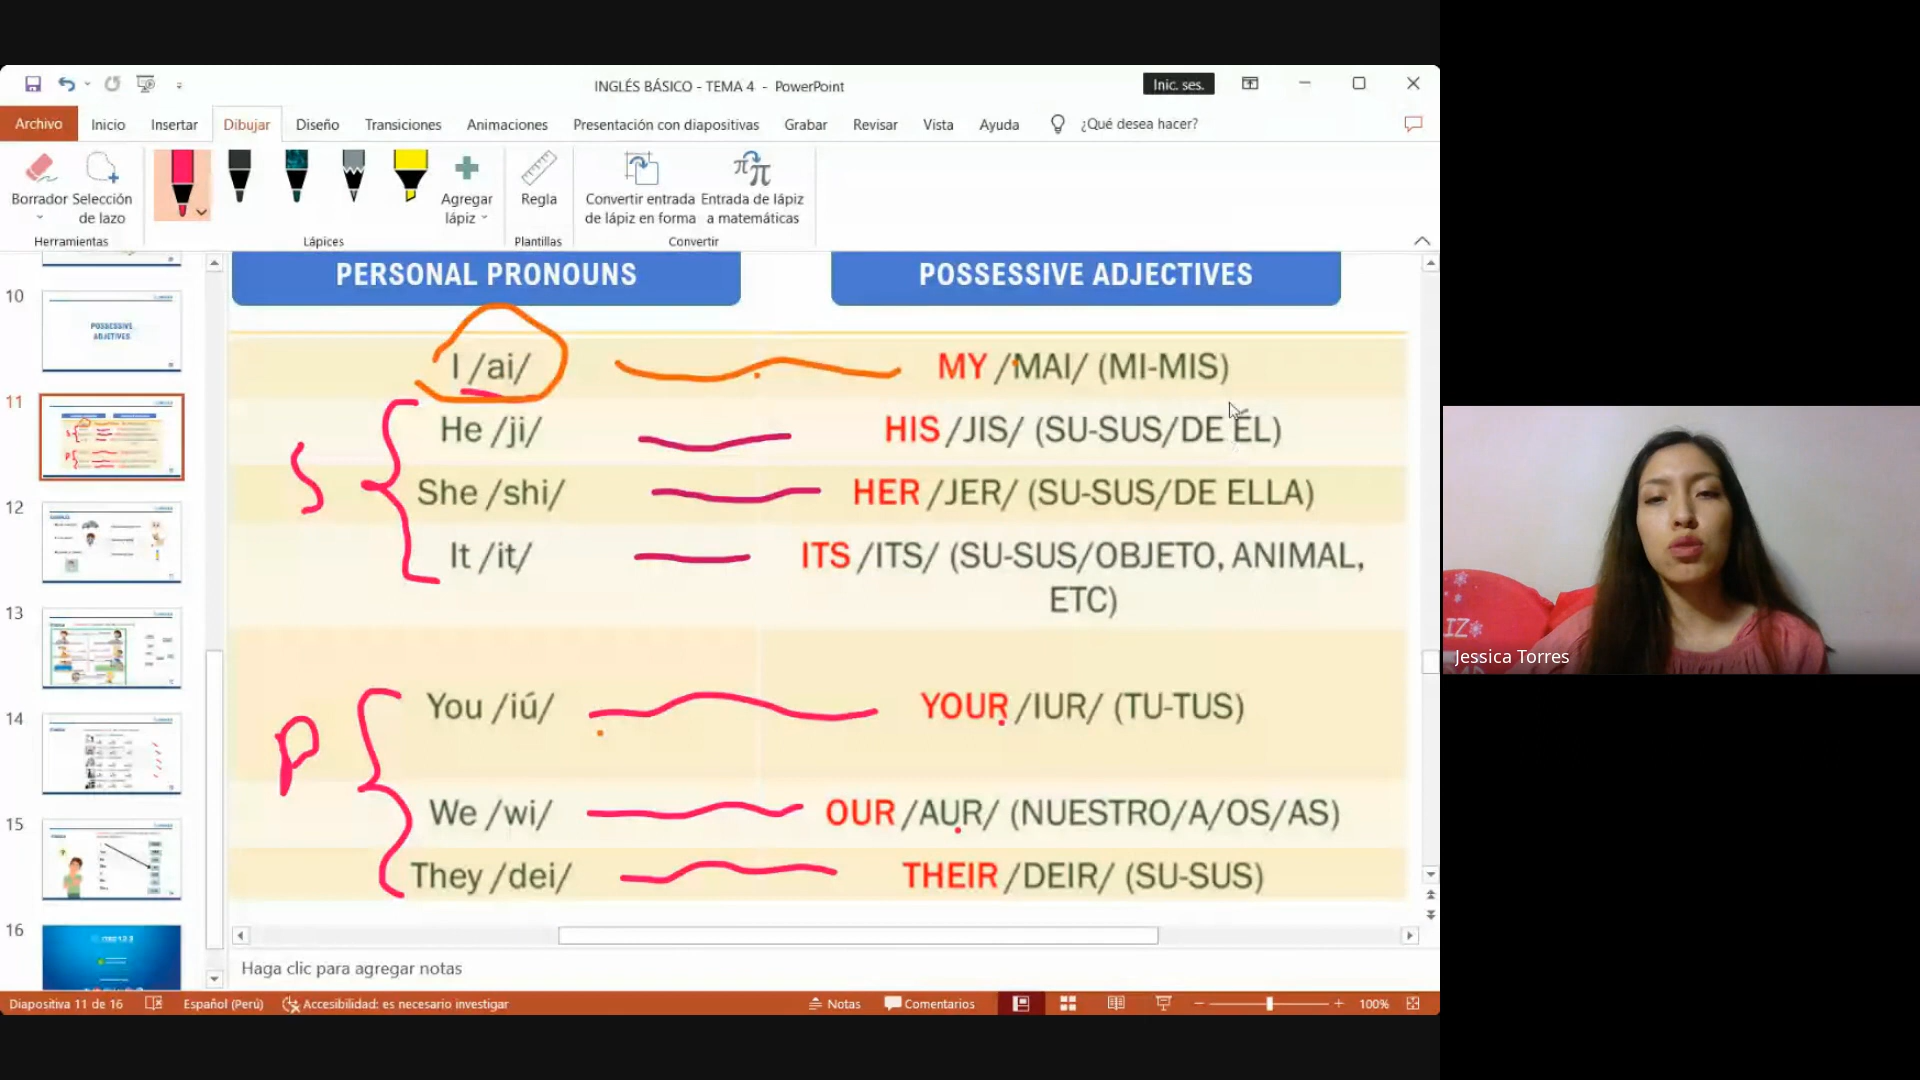 INGLÉS BÁSICO - TEMA 4 - PowerPoint
Inic. ses.
Archivo Inicio Insertar Dibujar Diseño Transiciones Animaciones Presentación con diapositivas Grabar Revisar Vista Ayuda ¿Qué desea hacer?
Borrador Selección de lazo
Agregar lápiz
Regla
Convertir entrada de lápiz en forma
Entrada de lápiz a matemáticas
Herramientas Lápices Plantillas Convertir
PERSONAL PRONOUNS POSSESSIVE ADJECTIVES
I /ai/ MY /MAI/ (MI-MIS)
He /ji/ HIS /JIS/ (SU-SUS/DE ÉL)
S
She /shi/ HER /JER/ (SU-SUS/DE ELLA)
It /it/ ITS /ITS/ (SU-SUS/OBJETO, ANIMAL,
ETC)
You /iú/ YOUR /IUR/ (TU-TUS)
P
We /wi/ OUR /AUR/ (NUESTRO/A/OS/AS)
They /dei/ THEIR /DEIR/ (SU-SUS)
10
POSSESSIVE
ADJECTIVES
11
12
13
14
15
16
Haga clic para agregar notas
Diapositiva 11 de 16 Español (Perú) Accesibilidad: es necesario investigar Notas Comentarios 100%
IZ
Jessica Torres